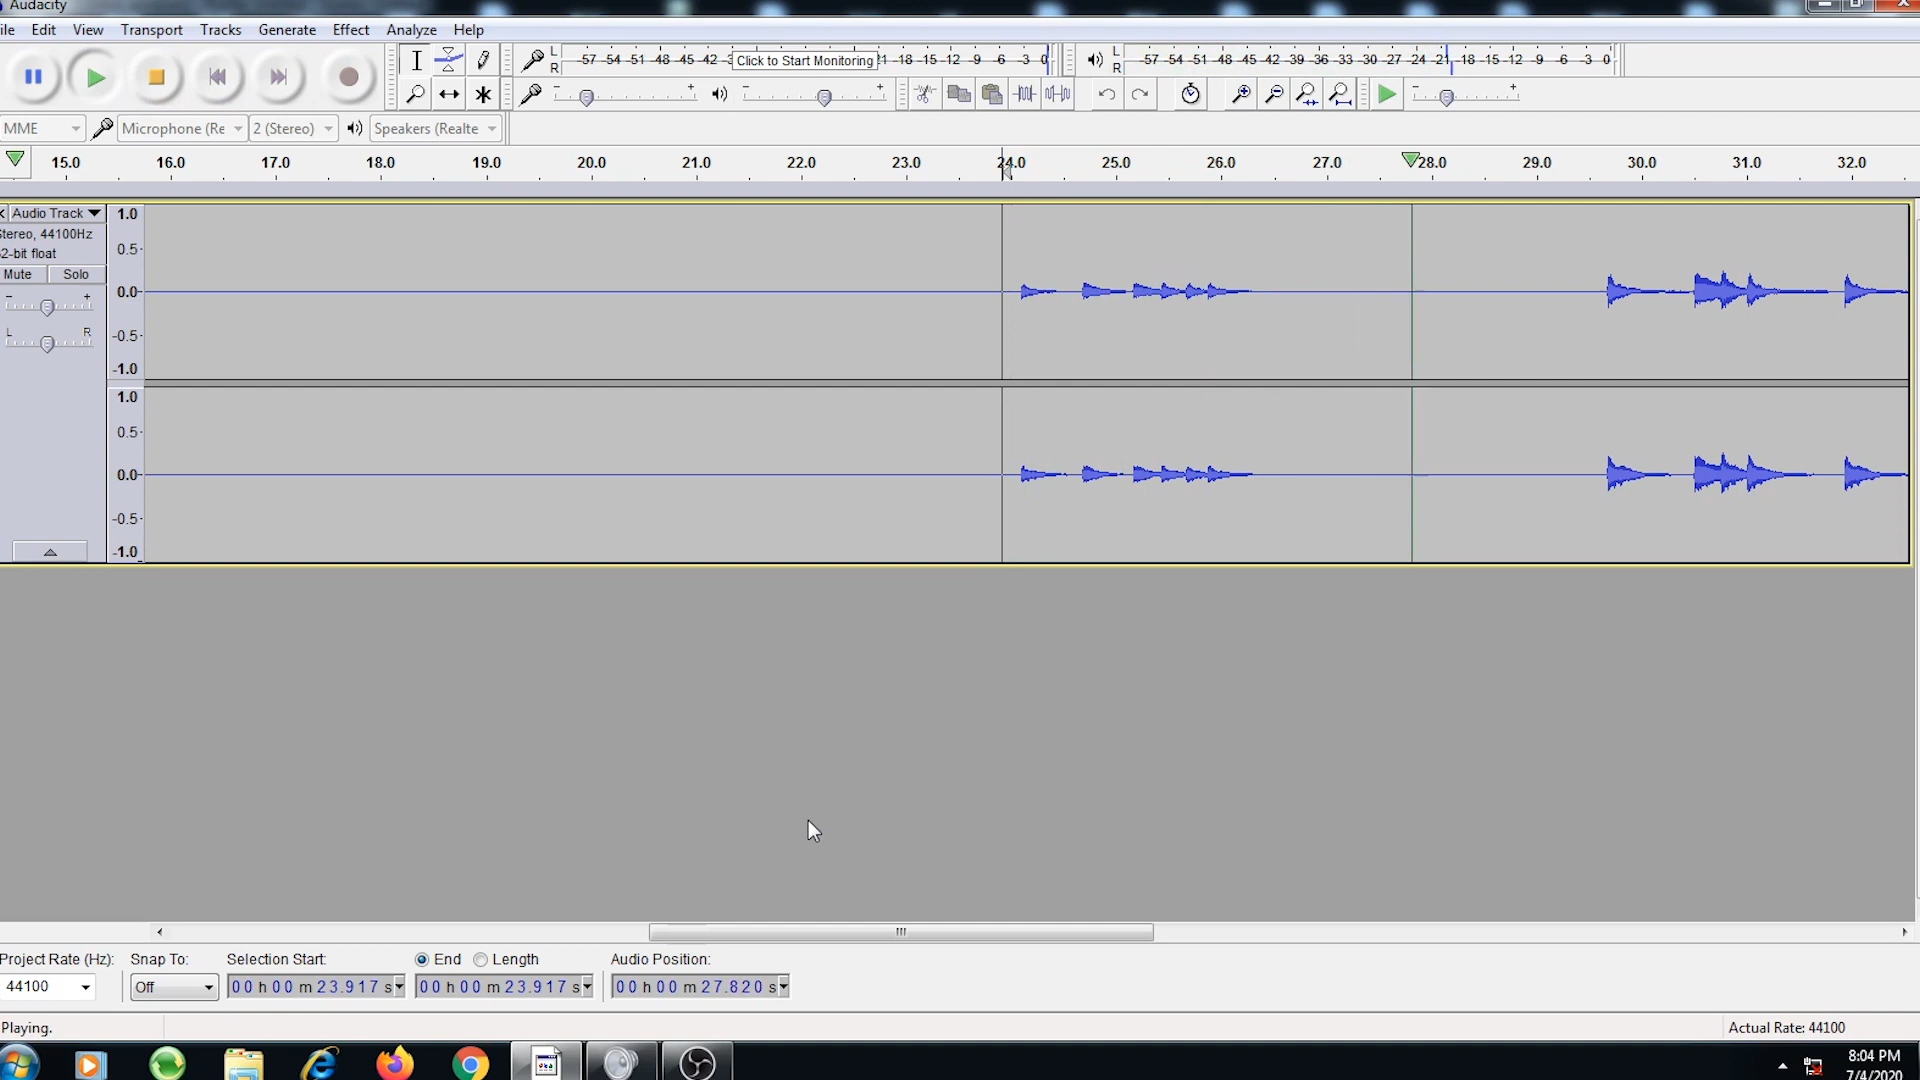 Audacity
ile Edit View Transport Tracks Generate Effect Analyze Help
L R -57 -54 -51 -48 -45 -42 -3 Click to Start Monitoring 1 -18 -15 -12 -9 -6 -3 0 L R -57 -54 -51 -48 -45 -42 -39 -36 -33 -30 -27 -24 -21 -18 -15 -12 -9 -6 -3 0
MME Microphone (Re 2 (Stereo) Speakers (Realte
15.0 16.0 17.0 18.0 19.0 20.0 21.0 22.0 23.0 24.0 25.0 26.0 27.0 28.0 29.0 30.0 31.0 32.0
Audio Track 1.0
Stereo, 44100Hz
0.5
2-bit float
Mute Solo
0.0
L R
-0.5
-1.0
1.0
0.5
0.0
-0.5
-1.0
Project Rate (Hz): Snap To: Selection Start: End Length Audio Position:
44100 Off 00 h 00 m 23.917 s 00 h 00 m 23.917 s 00 h 00 m 27.820 s
Playing. Actual Rate: 44100
8:04 PM
7/4/2020